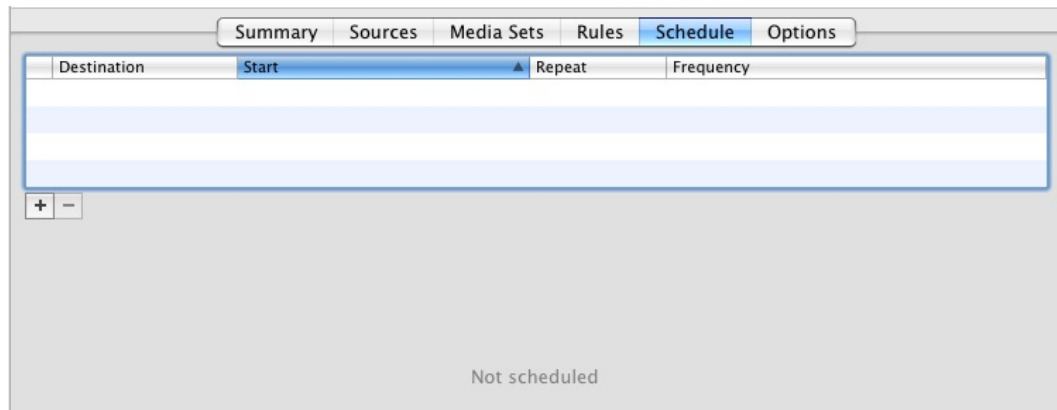 Summary Sources Media Sets Rules Schedule Options
Destination Start Repeat Frequency
+ −
Not scheduled